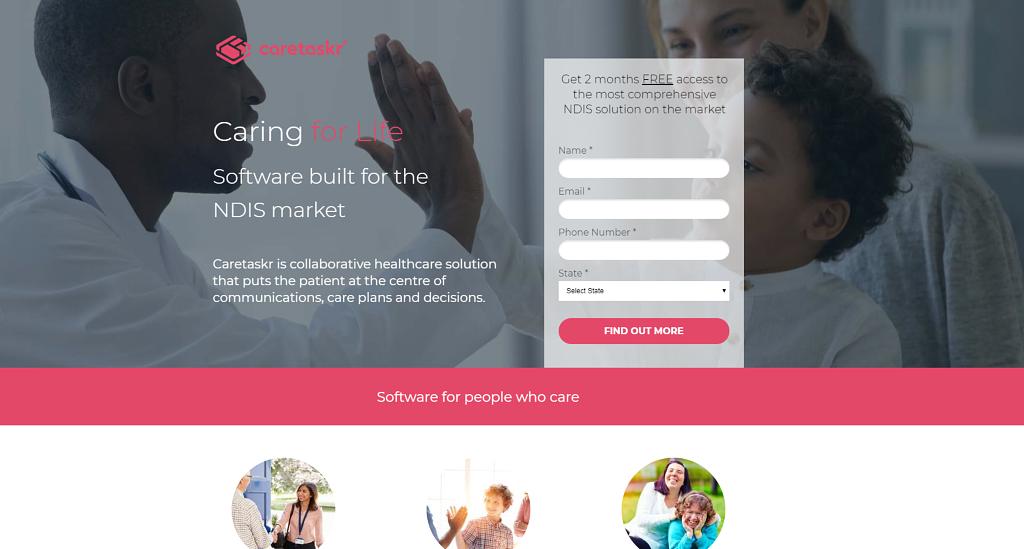 caretaskr
Caring for Life
Software built for the
NDIS market
Caretaskr is collaborative healthcare solution
that puts the patient at the centre of
communications, care plans and decisions.
Get 2 months FREE access to
the most comprehensive
NDIS solution on the market
Name *
Email *
Phone Number *
State *
Select State
FIND OUT MORE
Software for people who care